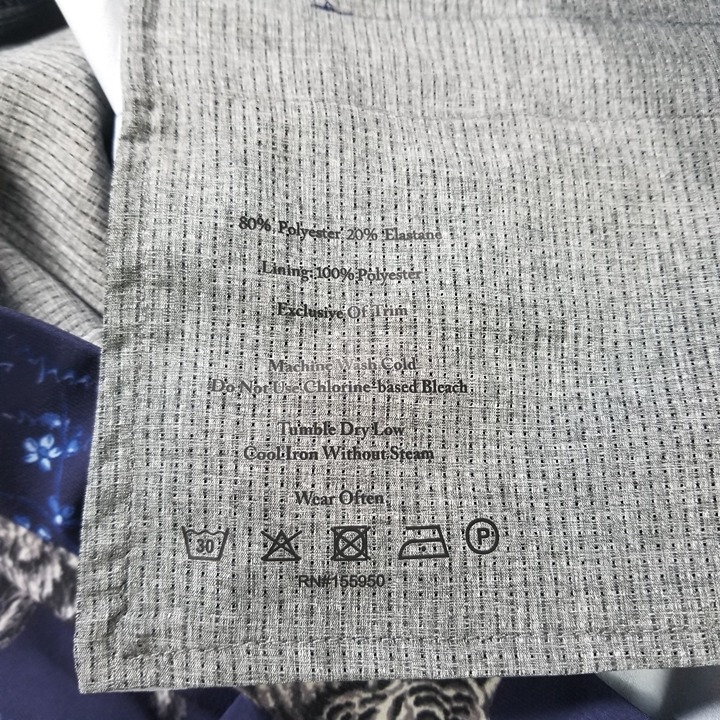 80% Polyester 20% Elastane
Lining: 100% Polyester
Exclusive Of Trim
Machine Wash Cold
Do Not Use Chlorine-based Bleach
Tumble Dry Low
Cool Iron Without Steam
Wear Often
30 P
RN#155950